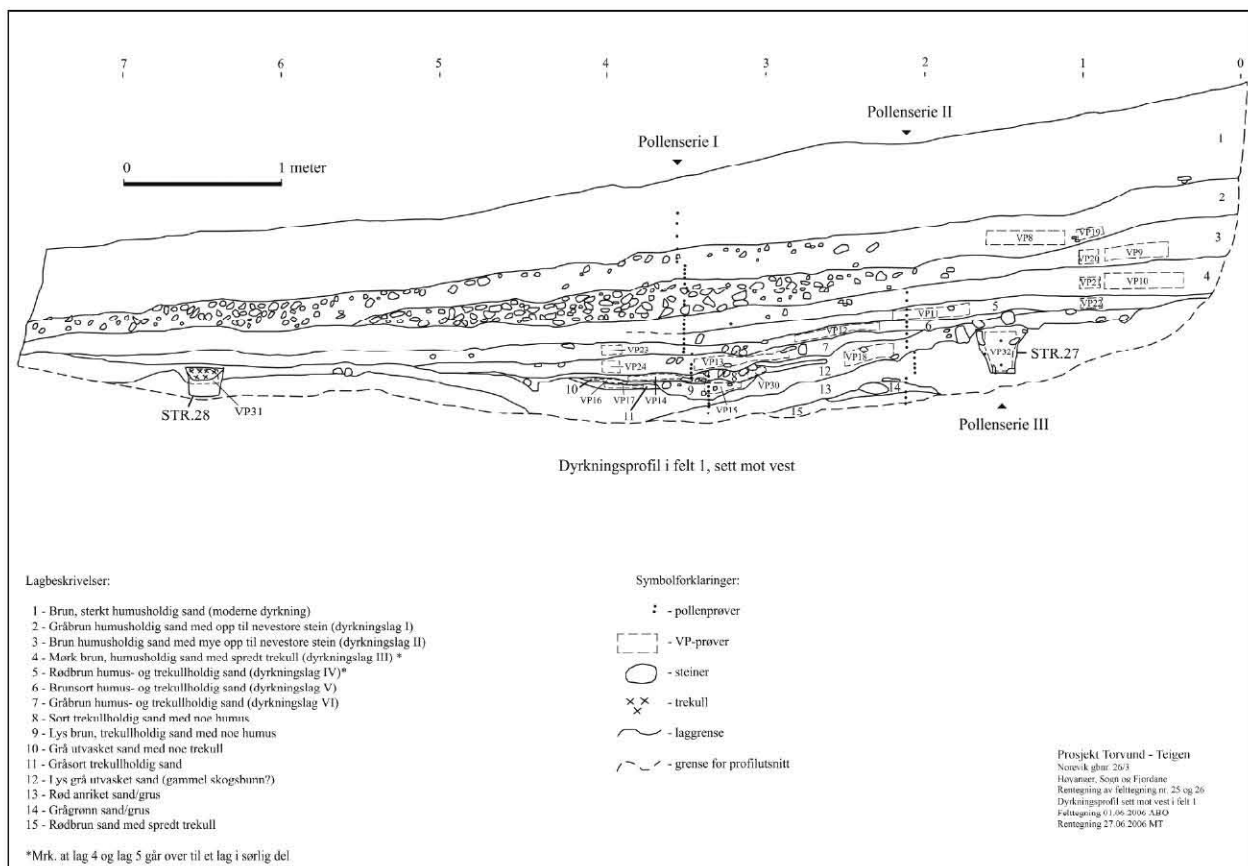 7 6 5 4 3 2 1 0
Pollenserie II
Pollenserie I
1
0 1 meter
2
VP19
VP8
3
VP20 VP9
4
VP21 VP10
VP22
5
VP11
6
VP12
7
VP23
VP13
VP18
VP32
STR.27
VP24
12
8
10
9
VP30
13
14
VP16 VP17 VP14
VP15
15
11
STR.28
VP31
Pollenserie III
Dyrkningsprofil i felt 1, sett mot vest
Lagbeskrivelser:
1 - Brun, sterkt humusholdig sand (moderne dyrkning)
2 - Gråbrun humusholdig sand med opp til nevestore stein (dyrkningslag I)
3 - Brun humusholdig sand med mye opp til nevestore stein (dyrkningslag II)
4 - Mørk brun, humusholdig sand med spredt trekull (dyrkningslag III) *
5 - Rødbrun humus- og trekullholdig sand (dyrkningslag IV)*
6 - Brunsort humus- og trekullholdig sand (dyrkningslag V)
7 - Gråbrun humus- og trekullholdig sand (dyrkningslag VI)
8 - Sort trekullholdig sand med noe humus
9 - Lys brun, trekullholdig sand med noe humus
10 - Grå utvasket sand med noe trekull
11 - Gråsort trekullholdig sand
12 - Lys grå utvasket sand (gammel skogsbunn?)
13 - Rød anriket sand/grus
14 - Grågrønn sand/grus
15 - Rødbrun sand med spredt trekull
*Mrk. at lag 4 og lag 5 går over til et lag i sørlig del
Symbolforklaringer:
- pollenprøver
- VP-prøver
- steiner
- trekull
- laggrense
- grense for profilutsnitt
Prosjekt Torvund - Teigen
Norevik gbnr. 26/3
Høyanger, Sogn og Fjordane
Rentegning av felttegning nr. 25 og 26
Dyrkningsprofil sett mot vest i felt 1
Felttegning 01.06.2006 ABO
Rentegning 27.06.2006 MT